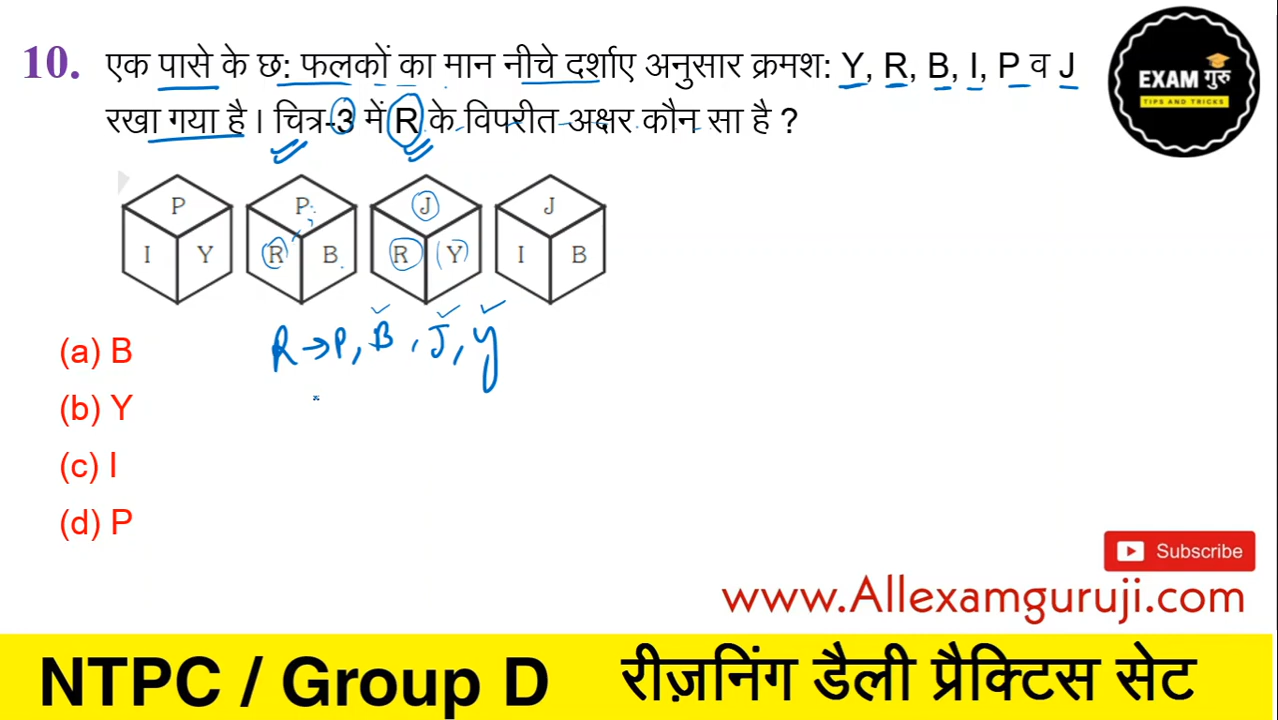 10. एक पासे के छ: फलकों का मान नीचे दर्शाए अनुसार क्रमश: Y, R, B, I, P व J
रखा गया है। चित्र-3 में R के विपरीत अक्षर कौन सा है ?
EXAM गुरु
TIPS AND TRICKS
P I Y
P R B
J R Y
J I B
R → P, B, J, Y
(a) B
(b) Y
(c) I
(d) P
Subscribe
www.Allexamguruji.com
NTPC / Group D रीज़निंग डैली प्रैक्टिस सेट